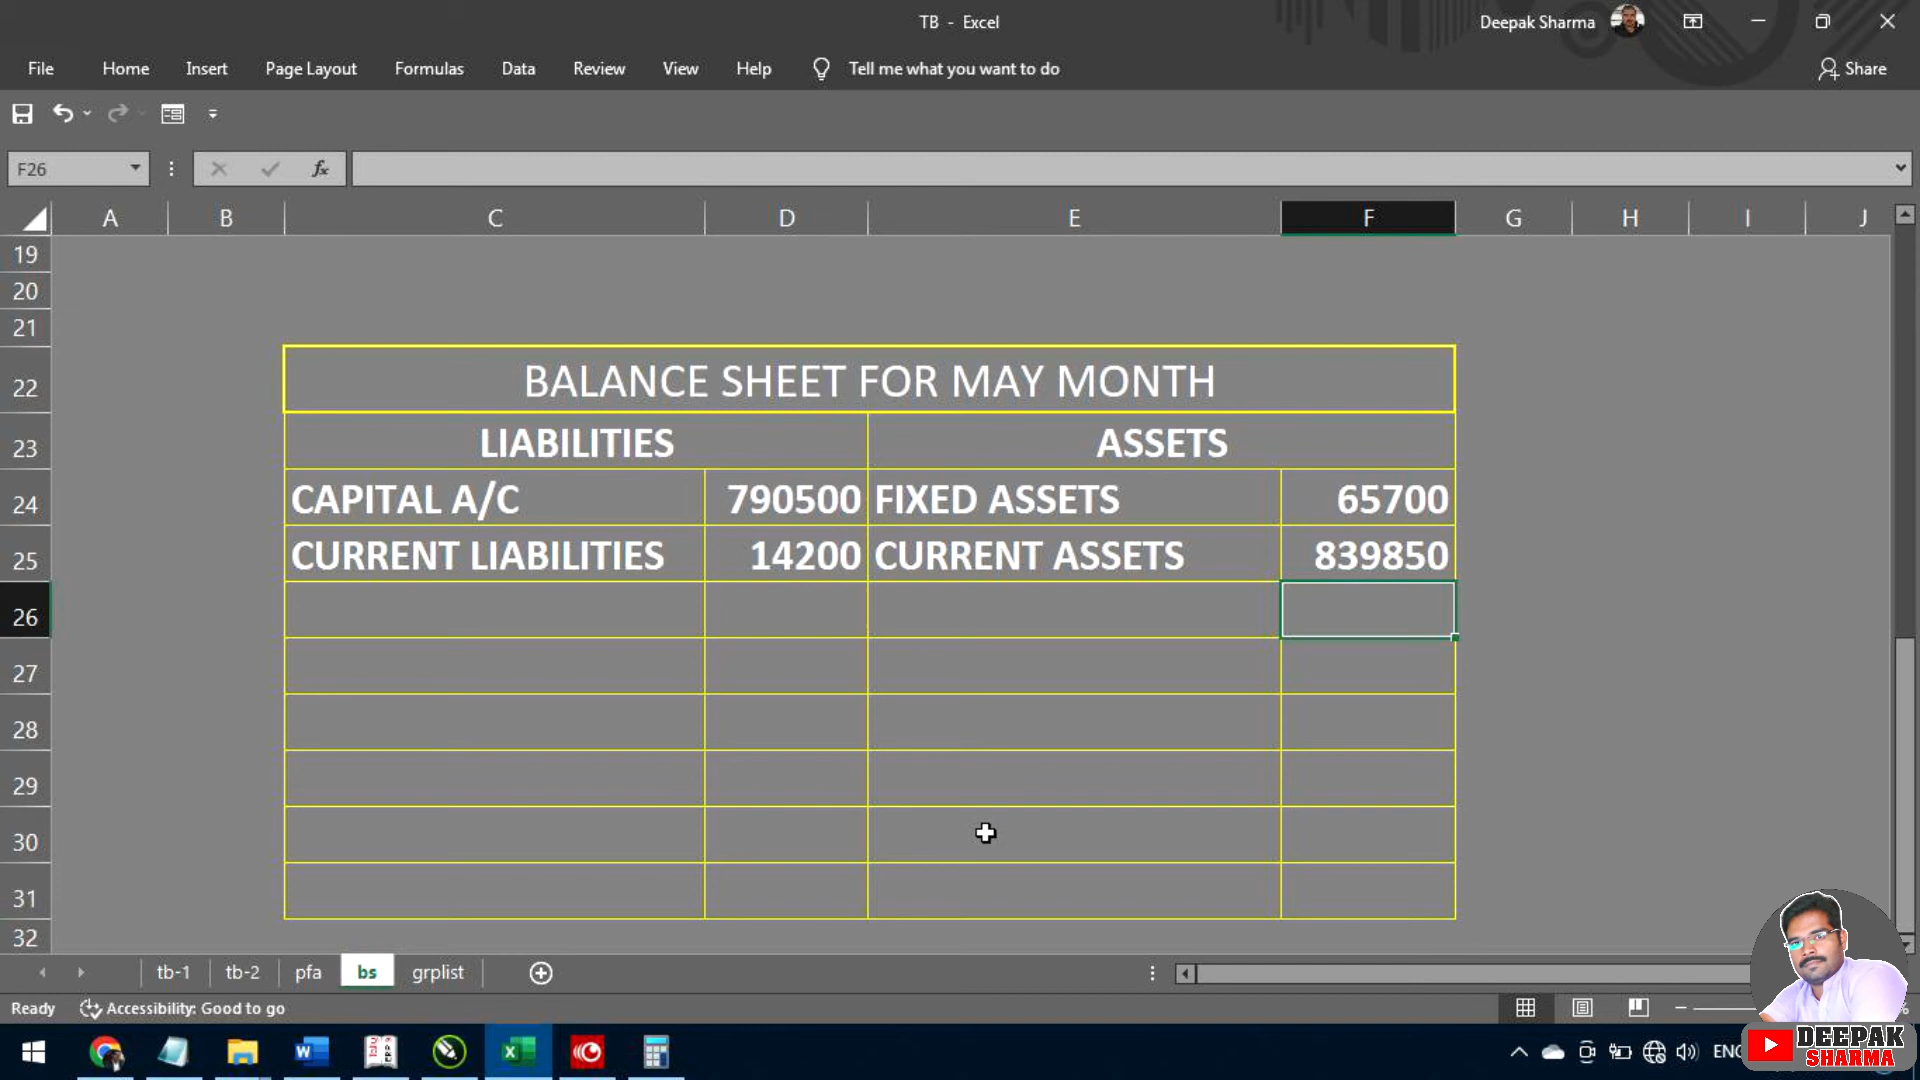 TB - Excel
Deepak Sharma
File Home Insert Page Layout Formulas Data Review View Help Tell me what you want to do Share
F26 fx
A B C D E F G H I J
19
20
21
22 BALANCE SHEET FOR MAY MONTH
23 LIABILITIES ASSETS
24 CAPITAL A/C 790500 FIXED ASSETS 65700
25 CURRENT LIABILITIES 14200 CURRENT ASSETS 839850
26
27
28
29
30
31
32
tb-1 tb-2 pfa bs grplist
Ready Accessibility: Good to go
ENG
DEEPAK
SHARMA